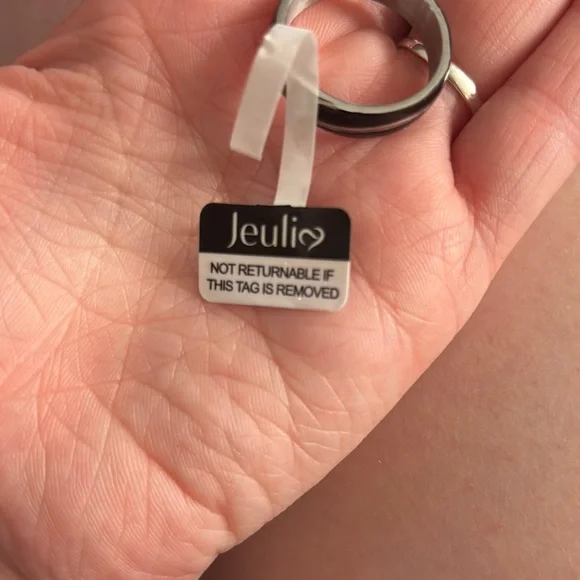 Jeulia
NOT RETURNABLE IF
THIS TAG IS REMOVED